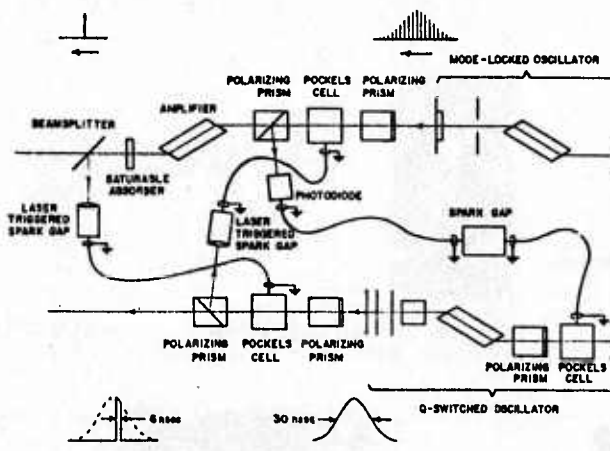 MODE-LOCKED OSCILLATOR
POLARIZING
PRISM
POCKELS
CELL
POLARIZING
PRISM
AMPLIFIER
BEAMSPLITTER
SATURABLE
ABSORBER
PHOTODIODE
LASER
TRIGGERED
SPARK GAP
LASER
TRIGGERED
SPARK GAP
SPARK GAP
POLARIZING
PRISM
POCKELS
CELL
POLARIZING
PRISM
POLARIZING
PRISM
POCKELS
CELL
Q-SWITCHED OSCILLATOR
6 nsec
30 nsec